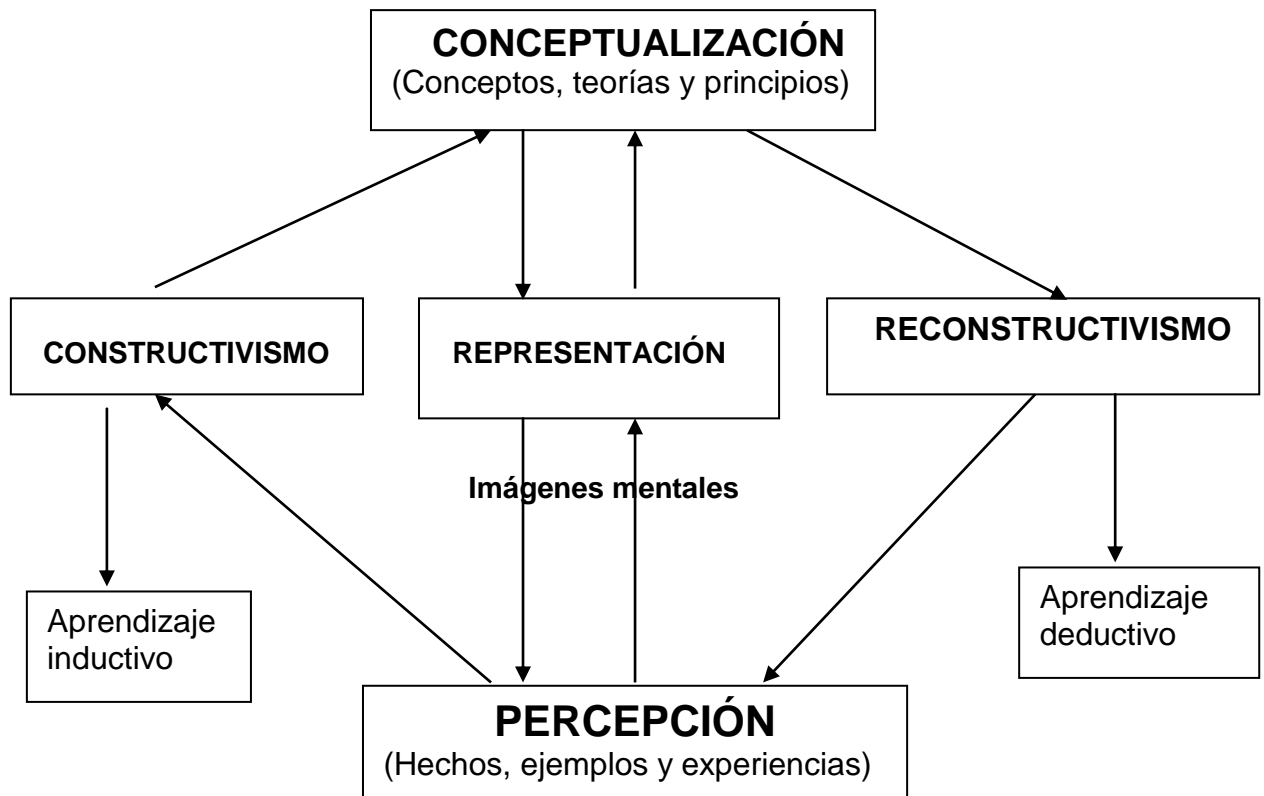 CONCEPTUALIZACIÓN
(Conceptos, teorías y principios)
CONSTRUCTIVISMO
REPRESENTACIÓN
RECONSTRUCTIVISMO
Imágenes mentales
Aprendizaje
inductivo
Aprendizaje
deductivo
PERCEPCIÓN
(Hechos, ejemplos y experiencias)